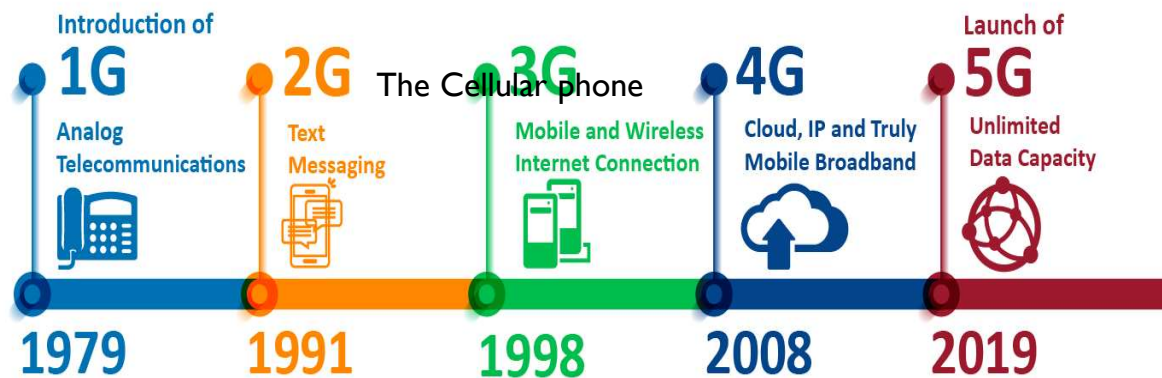 Introduction of
1G
Analog
Telecommunications
1979
2G
Text
Messaging
1991
The Cellular phone
3G
Mobile and Wireless
Internet Connection
1998
4G
Cloud, IP and Truly
Mobile Broadband
2008
Launch of
5G
Unlimited
Data Capacity
2019